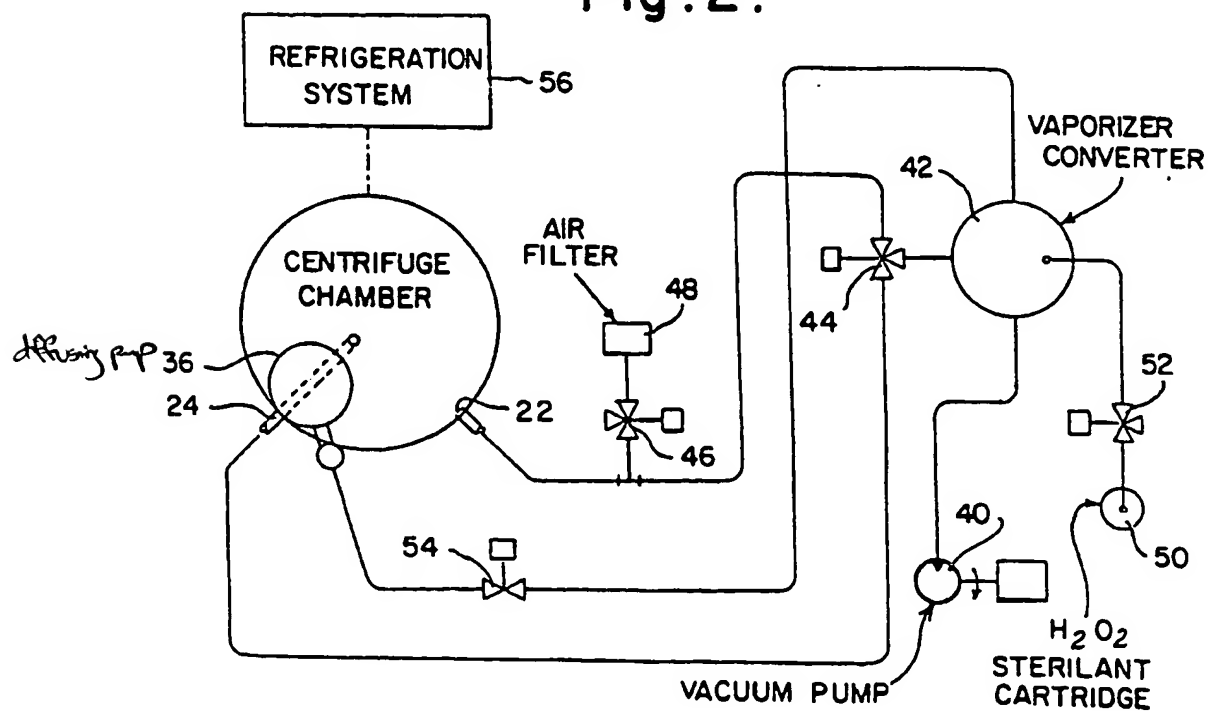 Fig. 2.
REFRIGERATION
SYSTEM
56
VAPORIZER
CONVERTER
42
AIR
FILTER
CENTRIFUGE
CHAMBER
48
44
diffusing pump 36
24
22
52
46
54
40
50
H2O2
STERILANT
CARTRIDGE
VACUUM PUMP